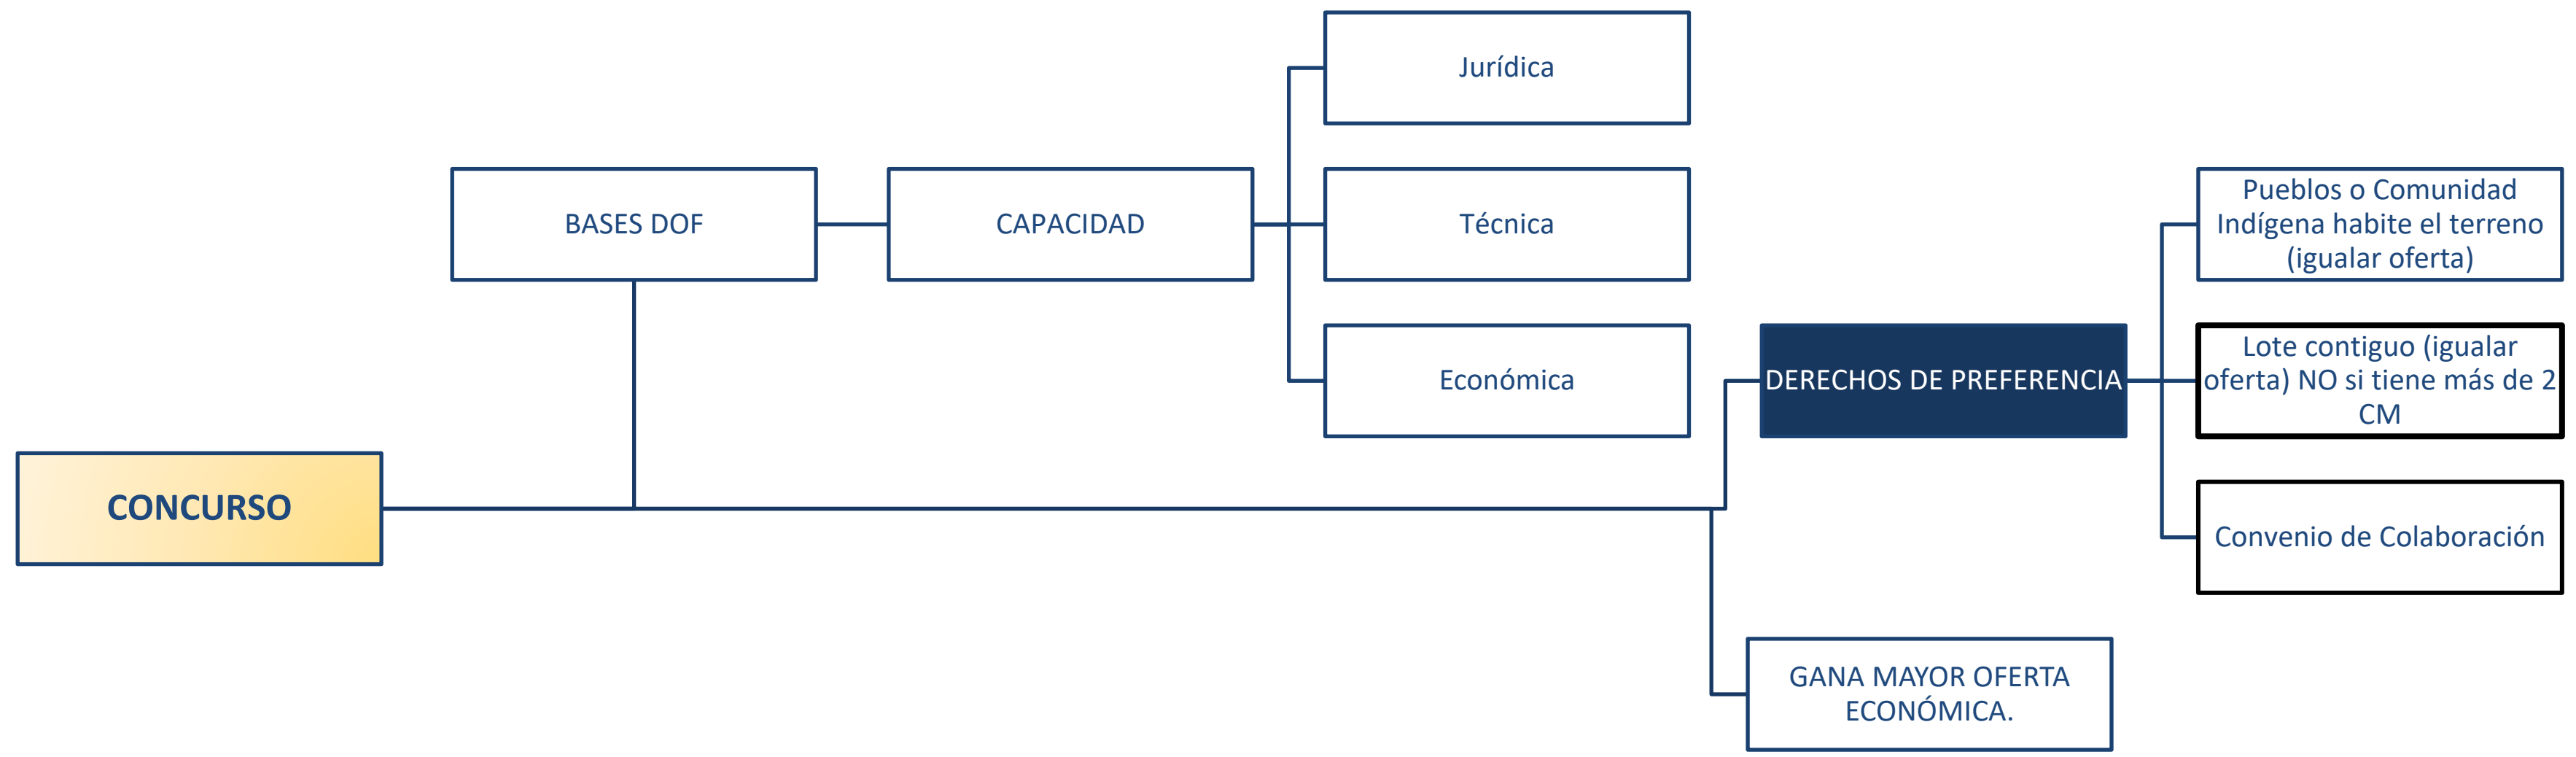 Jurídica
BASES DOF
CAPACIDAD
Técnica
Económica
CONCURSO
DERECHOS DE PREFERENCIA
Pueblos o Comunidad
Indígena habite el terreno
(igualar oferta)
Lote contiguo (igualar
oferta) NO si tiene más de 2
CM
Convenio de Colaboración
GANA MAYOR OFERTA
ECONÓMICA.